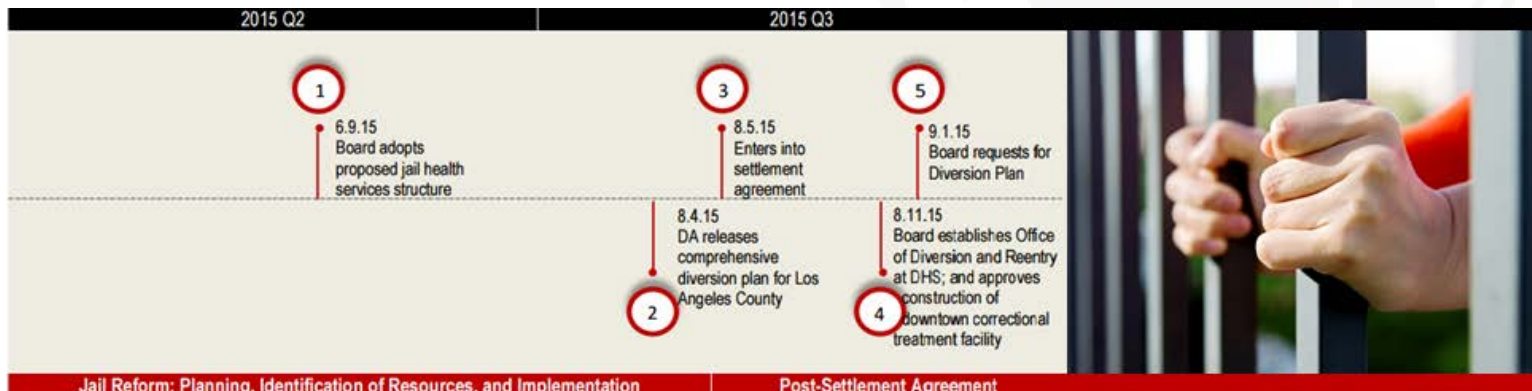 2015 Q2
2015 Q3
1
6.9.15
Board adopts
proposed jail health
services structure
2
8.4.15
DA releases
comprehensive
diversion plan for Los
Angeles County
3
8.5.15
Enters into
settlement
agreement
4
8.11.15
Board establishes Office
of Diversion and Reentry
at DHS; and approves
construction of
downtown correctional
treatment facility
5
9.1.15
Board requests for
Diversion Plan
Jail Reform: Planning, Identification of Resources, and Implementation
Post-Settlement Agreement